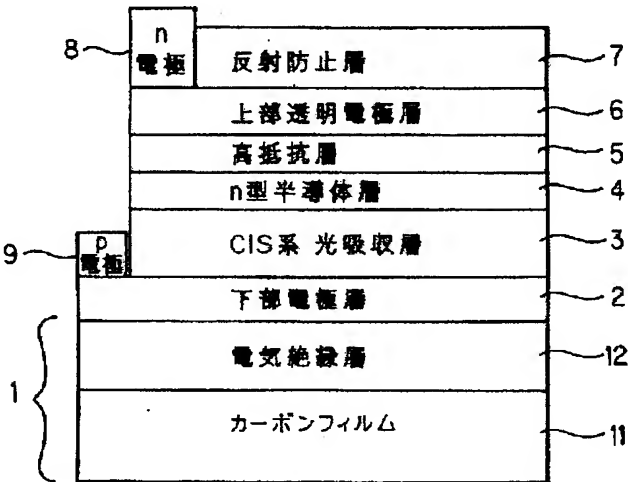 8
n
電極
反射防止層
7
上部透明電極層
6
高抵抗層
5
n型半導体層
4
9
p
電極
CIS系 光吸収層
3
下部電極層
2
1
電気絶縁層
12
カーボンフィルム
11